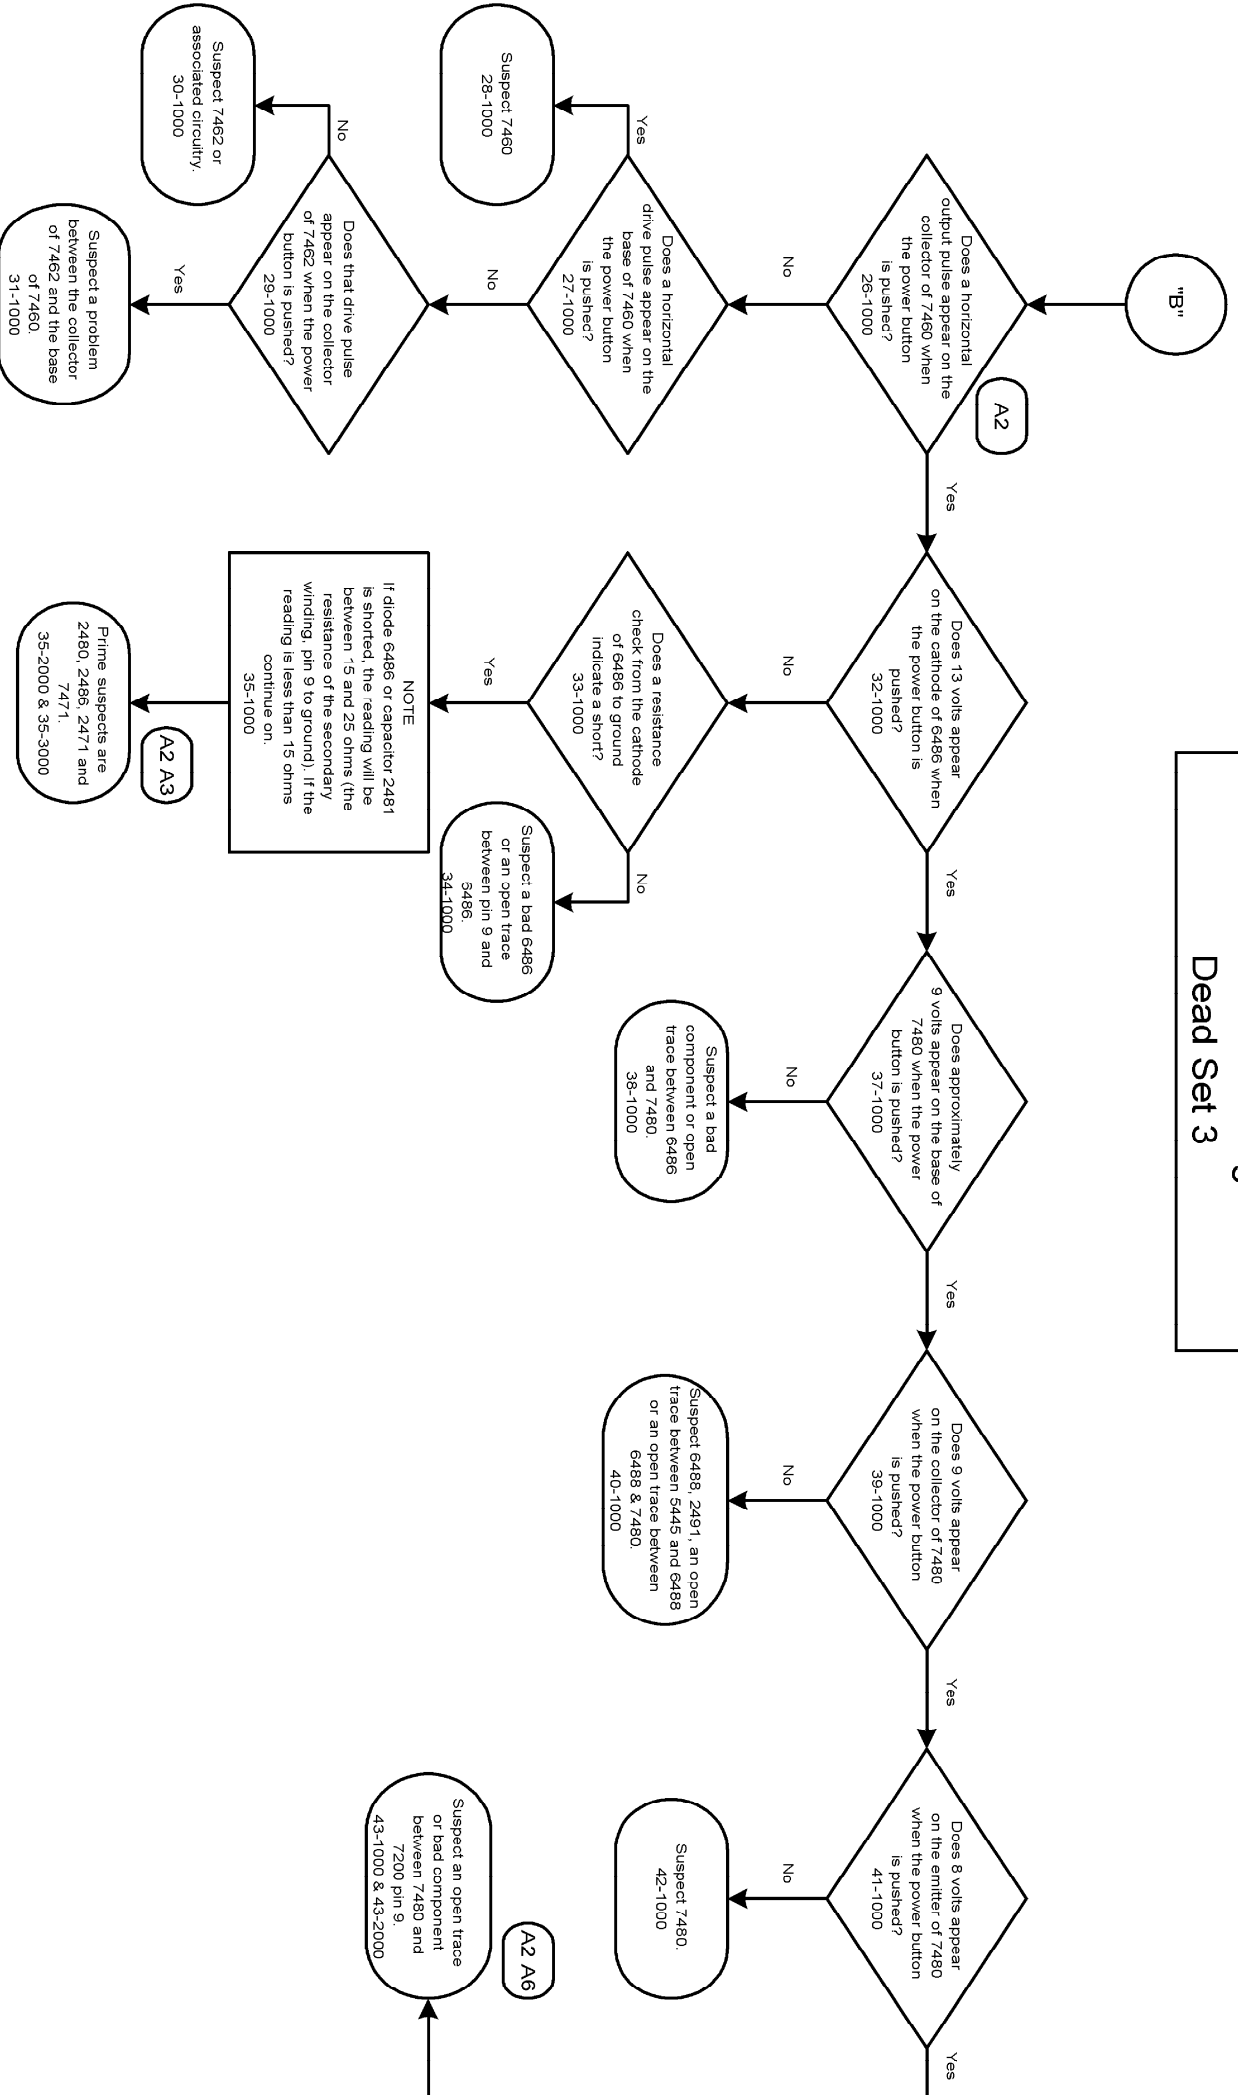 Dead Set 3
"B"
A2
Does a horizontal
output pulse appear on the
collector of 7460 when
the power button
is pushed?
26-1000
Yes
No
Does 13 volts appear
on the cathode of 6486 when
the power button is
pushed?
32-1000
Yes
No
Does approximately
9 volts appear on the base of
7480 when the power
button is pushed?
37-1000
Yes
No
Does 9 volts appear
on the collector of 7480
when the power button
is pushed?
39-1000
Yes
No
Does 8 volts appear
on the emitter of 7480
when the power button
is pushed?
41-1000
Yes
No
Does a horizontal
drive pulse appear on the
base of 7460 when
the power button
is pushed?
27-1000
Yes
No
Does a resistance
check from the cathode
of 6486 to ground
indicate a short?
33-1000
Yes
No
Suspect a bad
component or open
trace between 6486
and 7480.
38-1000
Suspect 6488, 2491, an open
trace between 5445 and 6488
or an open trace between
6488 & 7480.
40-1000
Suspect 7480.
42-1000
Suspect 7460
28-1000
Suspect a bad 6486
or an open trace
between pin 9 and
6486.
34-1000
A2 A6
Suspect an open trace
or bad component
between 7480 and
7200 pin 9.
43-1000 & 43-2000
Does that drive pulse
appear on the collector
of 7462 when the power
button is pushed?
29-1000
No
Yes
NOTE
If diode 6486 or capacitor 2481
is shorted, the reading will be
between 15 and 25 ohms (the
resistance of the secondary
winding, pin 9 to ground). If the
reading is less than 15 ohms
continue on.
35-1000
Suspect 7462 or
associated circuitry.
30-1000
A2 A3
Suspect a problem
between the collector
of 7462 and the base
of 7460.
31-1000
Prime suspects are
2480, 2486, 2471 and
7471.
35-2000 & 35-3000